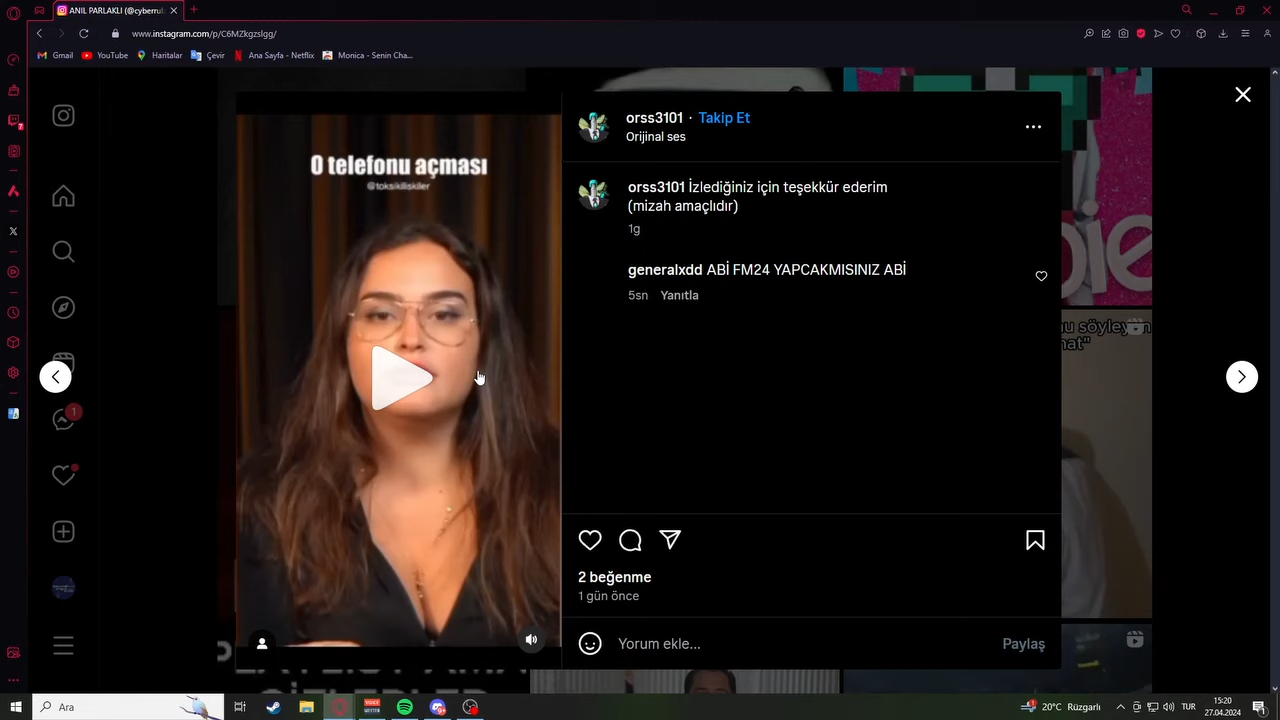 ANIL PARLAKLI (@cyberrul
www.instagram.com/p/C6MZkgzslgg/
Gmail
YouTube
Haritalar
Çevir
Ana Sayfa - Netflix
Monica - Senin Cha...
O telefonu açması
@toksikiliskiler
orss3101 · Takip Et
Orijinal ses
orss3101 İzlediğiniz için teşekkür ederim
(mizah amaçlıdır)
1g
generalxdd ABİ FM24 YAPCAKMISINIZ ABİ
5sn Yanıtla
2 beğenme
1 gün önce
Yorum ekle...
Paylaş
1
7
Ara
20°C Rüzgarlı
15:20
27.04.2024